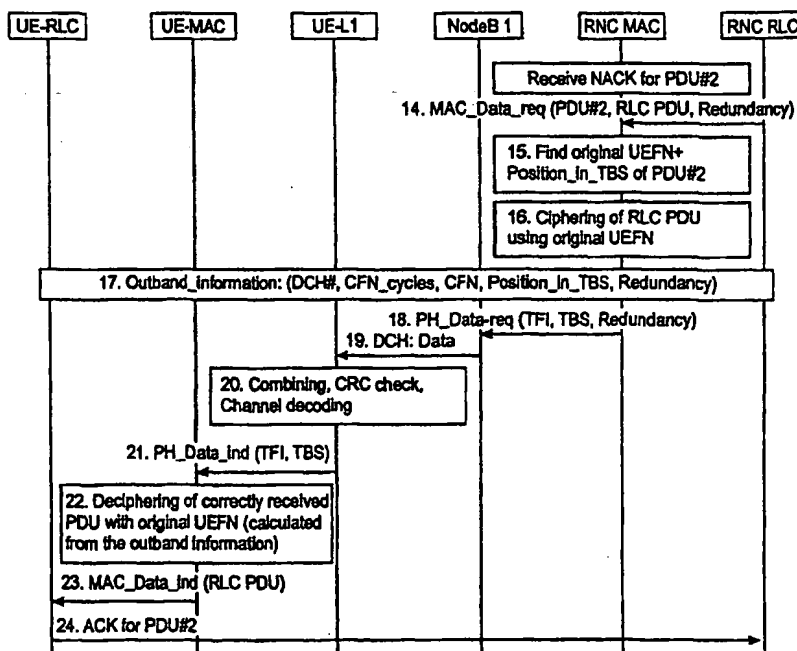 UE-RLC UE-MAC UE-L1 NodeB 1 RNC MAC RNC RLC
Receive NACK for PDU#2
14. MAC_Data_req (PDU#2, RLC PDU, Redundancy)
15. Find original UEFN+
Position_in_TBS of PDU#2
16. Ciphering of RLC PDU
using original UEFN
17. Outband_information: (DCH#, CFN_cycles, CFN, Position_in_TBS, Redundancy)
18. PH_Data-req (TFI, TBS, Redundancy)
19. DCH: Data
20. Combining, CRC check,
Channel decoding
21. PH_Data_ind (TFI, TBS)
22. Deciphering of correctly received
PDU with original UEFN (calculated
from the outband information)
23. MAC_Data_ind (RLC PDU)
24. ACK for PDU#2